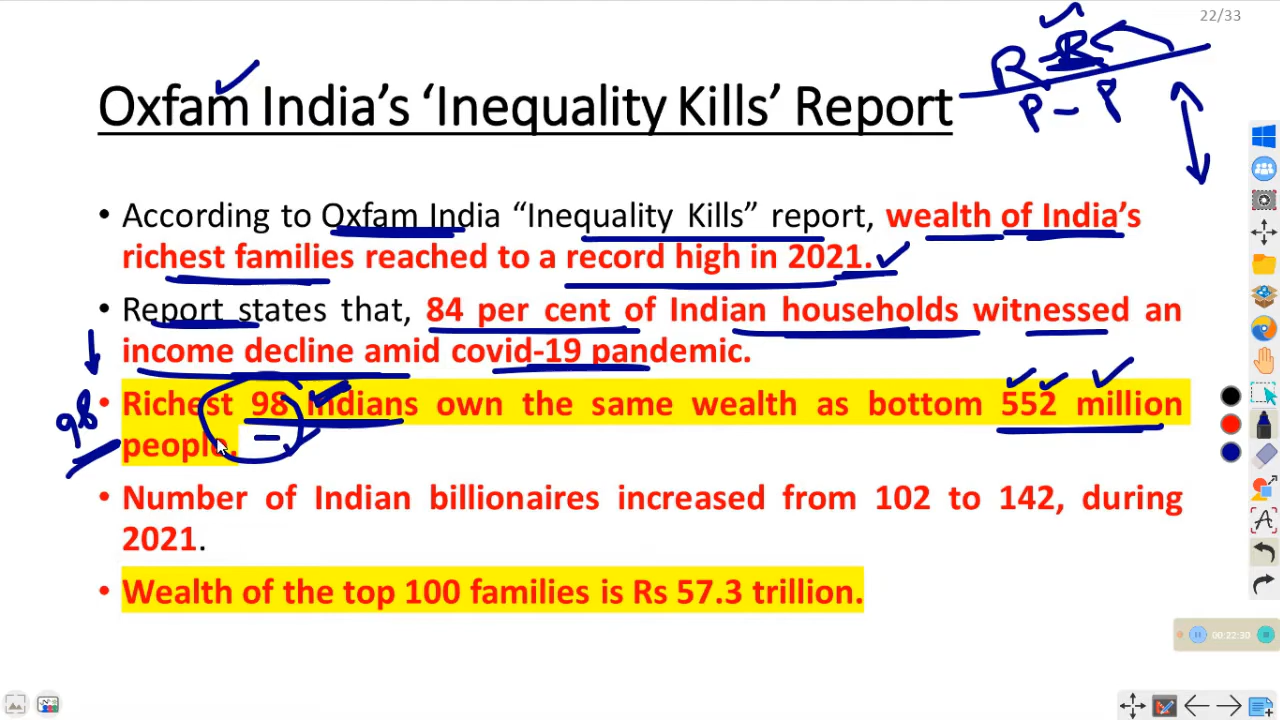 22/33
R R
P - P
Oxfam India's 'Inequality Kills' Report
• According to Oxfam India “Inequality Kills” report, wealth of India's
richest families reached to a record high in 2021.
• Report states that, 84 per cent of Indian households witnessed an
income decline amid covid-19 pandemic.
98
• Richest 98 Indians own the same wealth as bottom 552 million
people.
• Number of Indian billionaires increased from 102 to 142, during
2021.
• Wealth of the top 100 families is Rs 57.3 trillion.
00:22:30